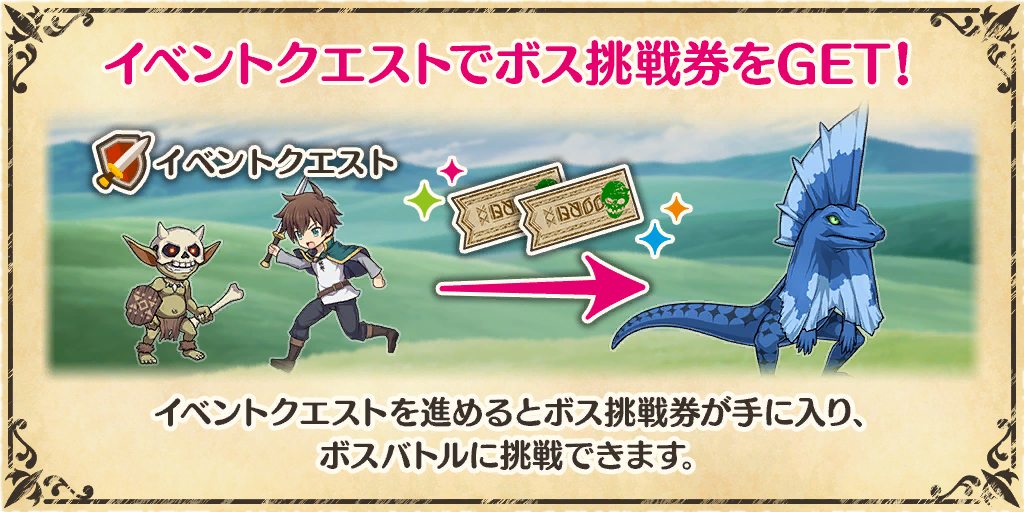 イベントクエストでボス挑戦券をGET!
イベントクエスト
イベントクエストを進めるとボス挑戦券が手に入り、
ボスバトルに挑戦できます。